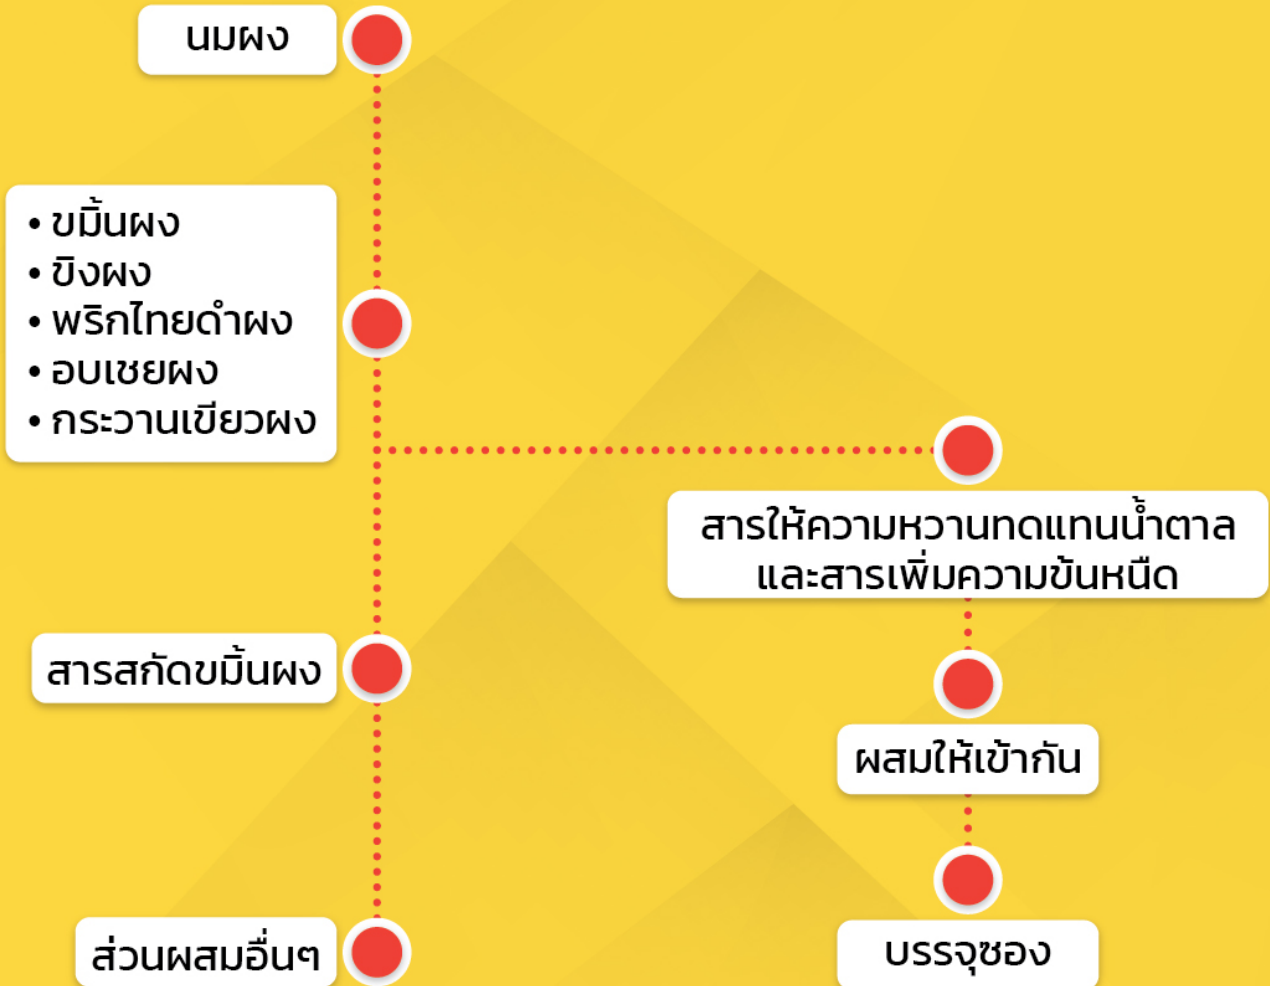 นมผง
• ขมิ้นผง
• ขิงผง
• พริกไทยดำผง
• อบเชยผง
• กระวานเขียวผง
สารสกัดขมิ้นผง
ส่วนผสมอื่นๆ
สารให้ความหวานทดแทนน้ำตาล
และสารเพิ่มความข้นหนืด
ผสมให้เข้ากัน
บรรจุซอง